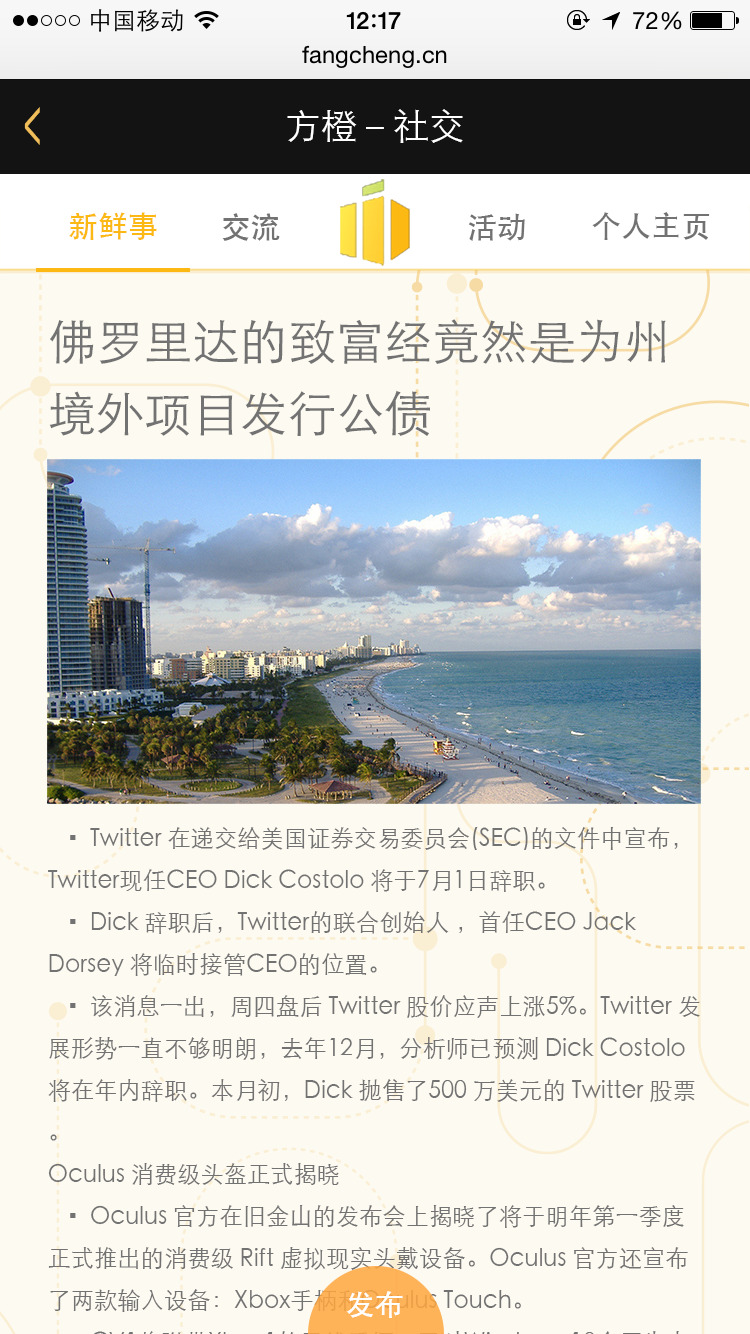 中国移动 12:17 72%
fangcheng.cn
方橙 – 社交
新鲜事 交流 活动 个人主页
佛罗里达的致富经竟然是为州
境外项目发行公债
▪ Twitter 在递交给美国证券交易委员会(SEC)的文件中宣布，
Twitter现任CEO Dick Costolo 将于7月1日辞职。
▪ Dick 辞职后，Twitter的联合创始人 ，首任CEO Jack
Dorsey 将临时接管CEO的位置。
▪ 该消息一出，周四盘后 Twitter 股价应声上涨5%。Twitter 发
展形势一直不够明朗，去年12月，分析师已预测 Dick Costolo
将在年内辞职。本月初，Dick 抛售了500 万美元的 Twitter 股票
。
Oculus 消费级头盔正式揭晓
▪ Oculus 官方在旧金山的发布会上揭晓了将于明年第一季度
正式推出的消费级 Rift 虚拟现实头戴设备。Oculus 官方还宣布
了两款输入设备：Xbox手柄和Oculus Touch。
发布